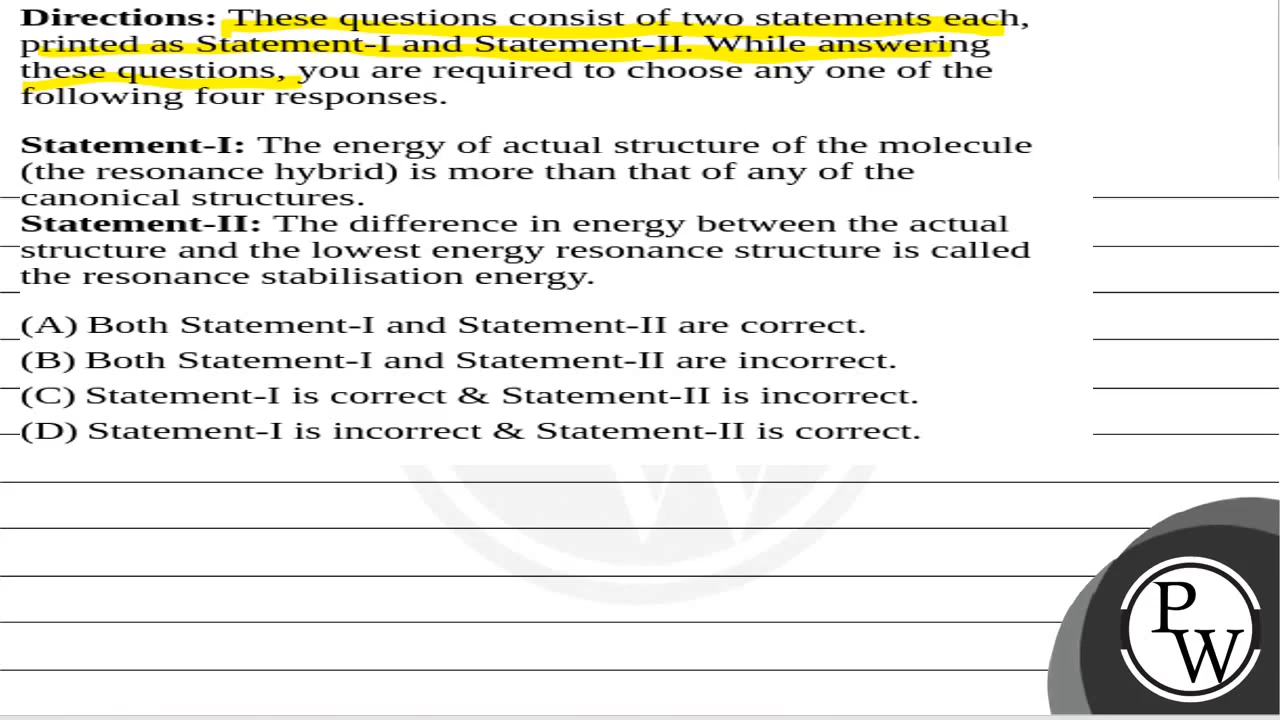 Directions: These questions consist of two statements each,
printed as Statement-I and Statement-II. While answering
these questions, you are required to choose any one of the
following four responses.
Statement-I: The energy of actual structure of the molecule
(the resonance hybrid) is more than that of any of the
canonical structures.
Statement-II: The difference in energy between the actual
structure and the lowest energy resonance structure is called
the resonance stabilisation energy.
(A) Both Statement-I and Statement-II are correct.
(B) Both Statement-I and Statement-II are incorrect.
(C) Statement-I is correct & Statement-II is incorrect.
(D) Statement-I is incorrect & Statement-II is correct.
P
W